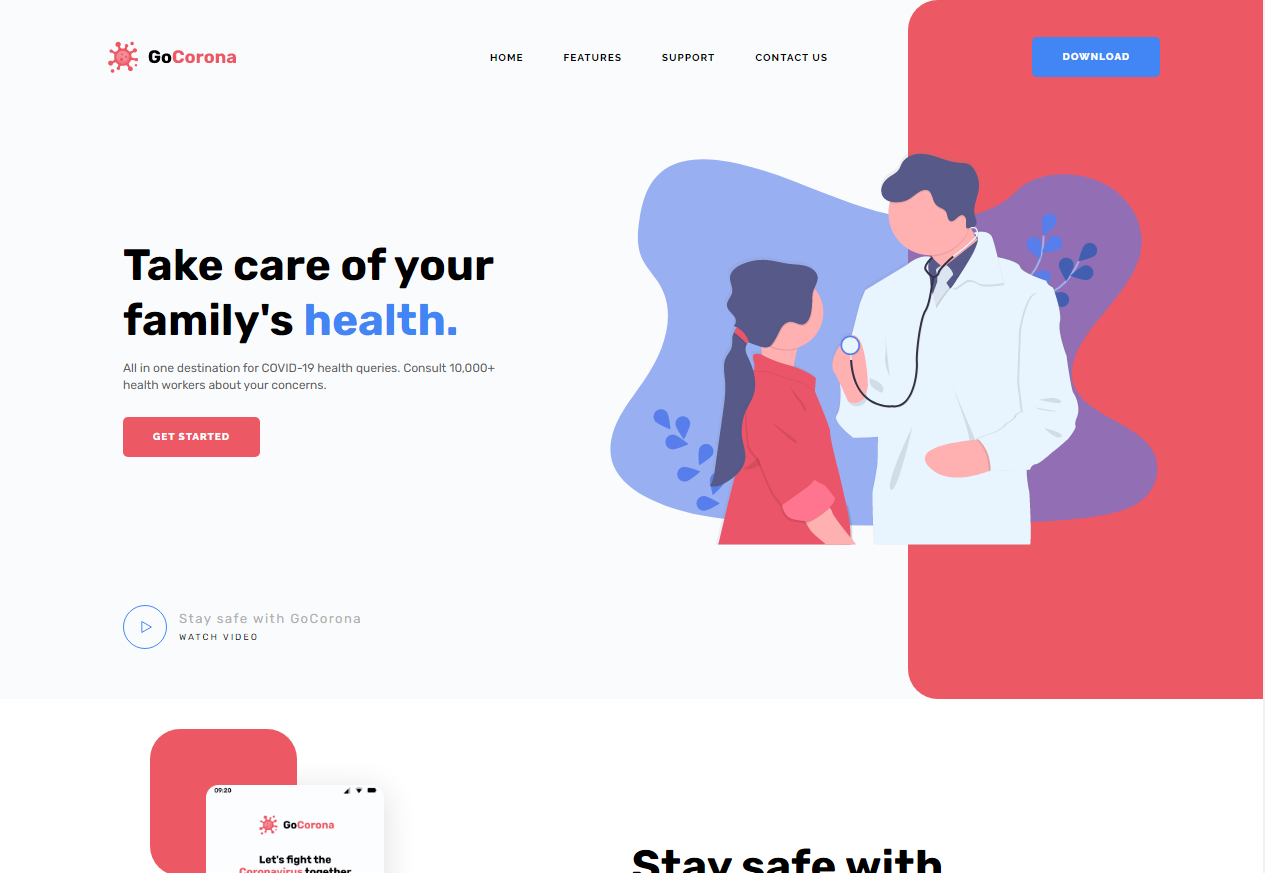 GoCorona
HOME FEATURES SUPPORT CONTACT US
DOWNLOAD
Take care of your
family's health.
All in one destination for COVID-19 health queries. Consult 10,000+
health workers about your concerns.
GET STARTED
Stay safe with GoCorona
WATCH VIDEO
09:20
GoCorona
Let's fight the
Coronavirus together
Stay safe with